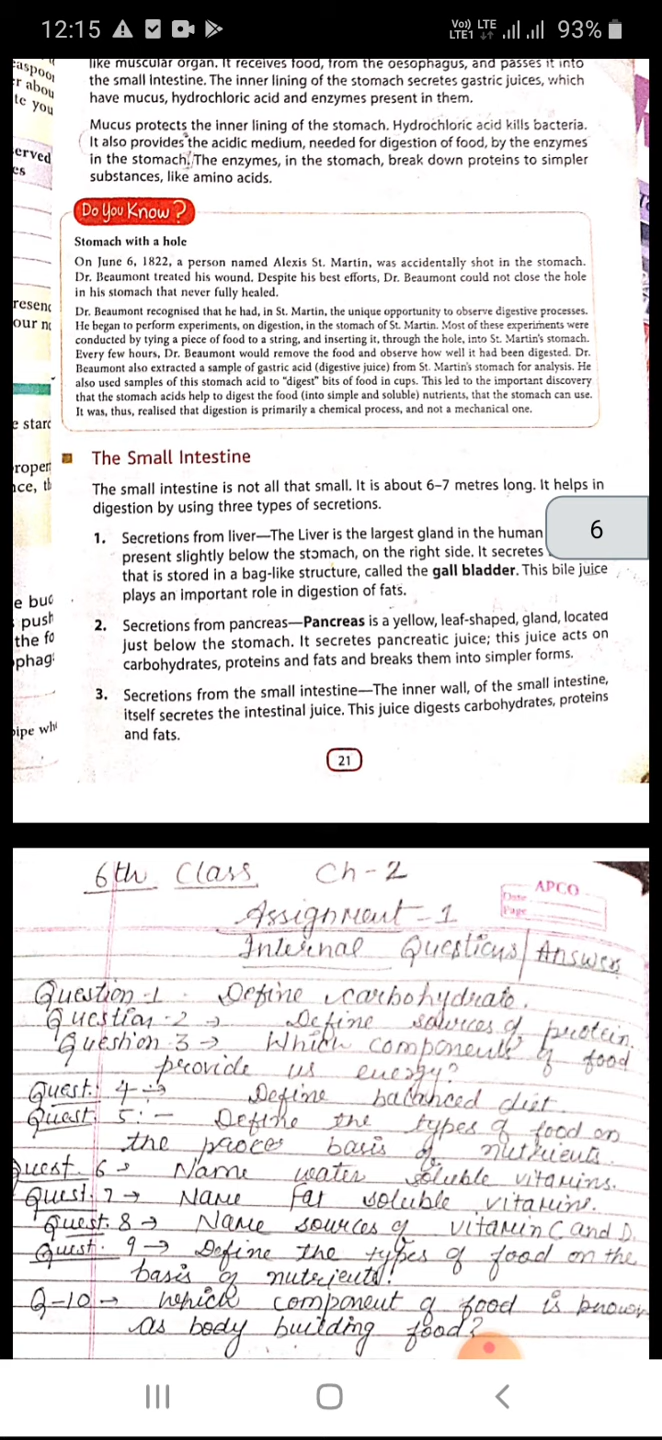 12:15
Vo)) LTE
LTE1
93%
aspoo
r abou
te you
erved
es
resenc
our no
e starc
roper
nce, th
e buc
push
the fo
phag
ipe wh
like muscular organ. It receives food, from the oesophagus, and passes it into
the small intestine. The inner lining of the stomach secretes gastric juices, which
have mucus, hydrochloric acid and enzymes present in them.
Mucus protects the inner lining of the stomach. Hydrochloric acid kills bacteria.
It also provides the acidic medium, needed for digestion of food, by the enzymes
in the stomach. The enzymes, in the stomach, break down proteins to simpler
substances, like amino acids.
Do You Know?
Stomach with a hole
On June 6, 1822, a person named Alexis St. Martin, was accidentally shot in the stomach.
Dr. Beaumont treated his wound. Despite his best efforts, Dr. Beaumont could not close the hole
in his stomach that never fully healed.
Dr. Beaumont recognised that he had, in St. Martin, the unique opportunity to observe digestive processes.
He began to perform experiments, on digestion, in the stomach of St. Martin. Most of these experiments were
conducted by tying a piece of food to a string, and inserting it, through the hole, into St. Martin's stomach.
Every few hours, Dr. Beaumont would remove the food and observe how well it had been digested. Dr.
Beaumont also extracted a sample of gastric acid (digestive juice) from St. Martin's stomach for analysis. He
also used samples of this stomach acid to "digest" bits of food in cups. This led to the important discovery
that the stomach acids help to digest the food (into simple and soluble) nutrients, that the stomach can use.
It was, thus, realised that digestion is primarily a chemical process, and not a mechanical one.
The Small Intestine
The small intestine is not all that small. It is about 6–7 metres long. It helps in
digestion by using three types of secretions.
1. Secretions from liver—The Liver is the largest gland in the human
6
present slightly below the stomach, on the right side. It secretes
that is stored in a bag-like structure, called the gall bladder. This bile juice
plays an important role in digestion of fats.
2. Secretions from pancreas—Pancreas is a yellow, leaf-shaped, gland, located
just below the stomach. It secretes pancreatic juice; this juice acts on
carbohydrates, proteins and fats and breaks them into simpler forms.
3. Secretions from the small intestine—The inner wall, of the small intestine,
itself secretes the intestinal juice. This juice digests carbohydrates, proteins
and fats.
21
6th Class Ch-2
APCO
Date
Page
Assignment-1
Internal Questions/Answers
Question-1. Define carbohydrate.
Question-2 → Define sources of protein.
Question 3 → Which components of food
provide us energy?
Quest: 4 → Define balanced diet.
Quest: 5:- Define the types of food on
the basis of nutrients.
Quest. 6 → Name water soluble vitamins.
Quest: 7 → Name Fat soluble vitamins.
Quest: 8 → Name sources of vitamin C and D.
Quest. 9 → Define the types of food on the
basis of nutrients!
Q-10 → which component of food is known
as body building food?